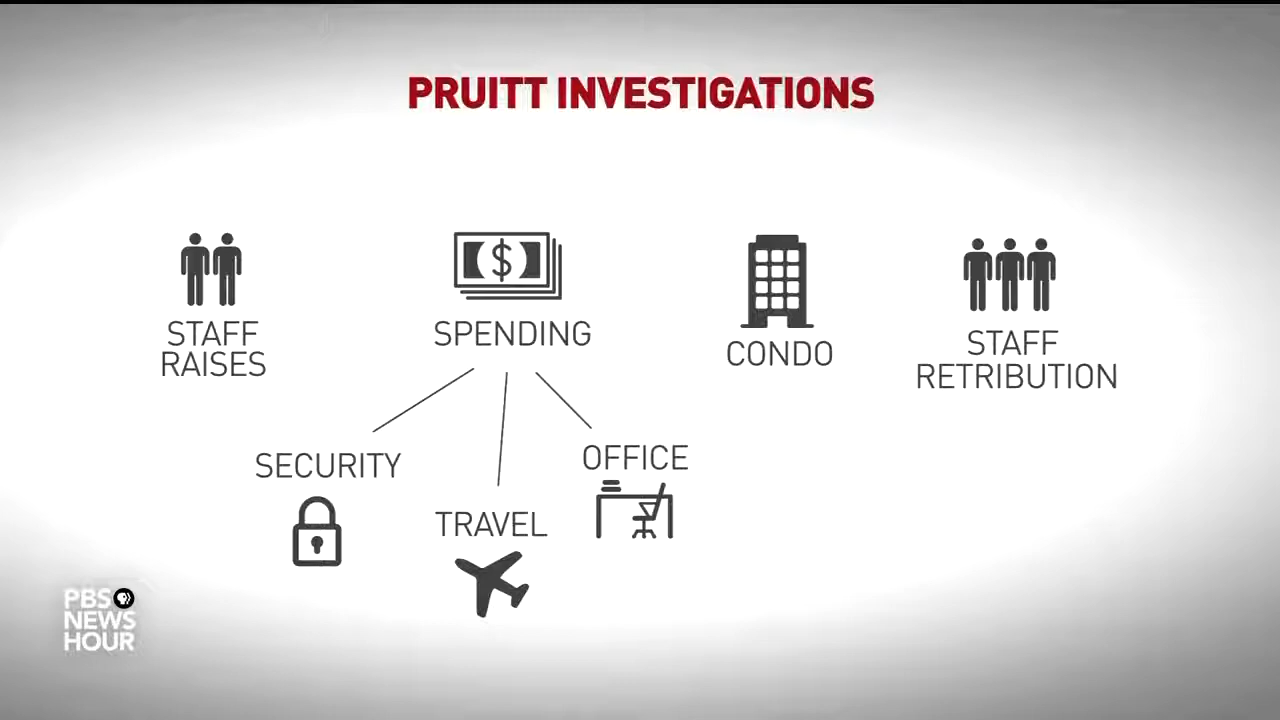 PRUITT INVESTIGATIONS
$
STAFF
RAISES
SPENDING
CONDO
STAFF
RETRIBUTION
SECURITY
TRAVEL
OFFICE
PBS
NEWS
HOUR